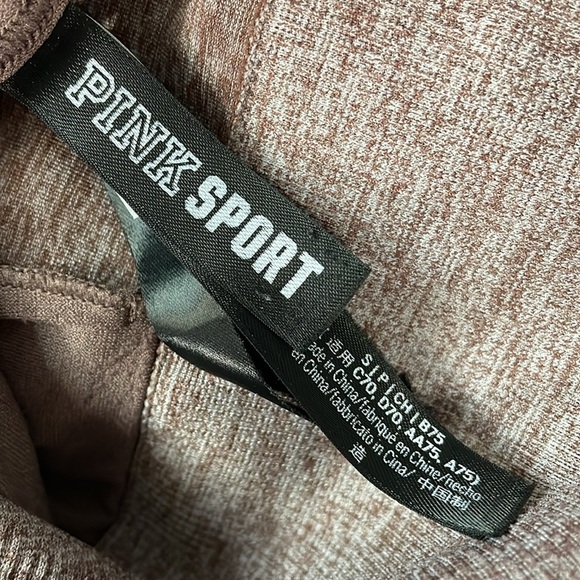 PINK SPORT
S | P | CH | B75
适用 C70, D70, AA75, A75)
ade in China/fabriqué en Chine/hecho
en China/fabbricato in Cina/中国制
造